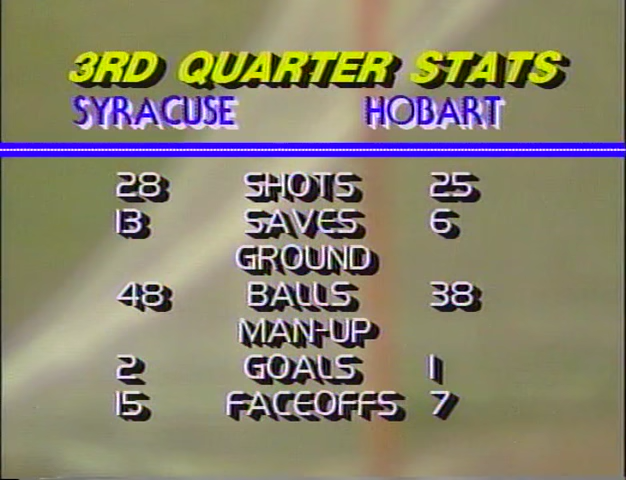 3RD QUARTER STATS
SYRACUSE HOBART
28 SHOTS 25
13 SAVES 6
GROUND
48 BALLS 38
MAN-UP
2 GOALS 1
15 FACEOFFS 7